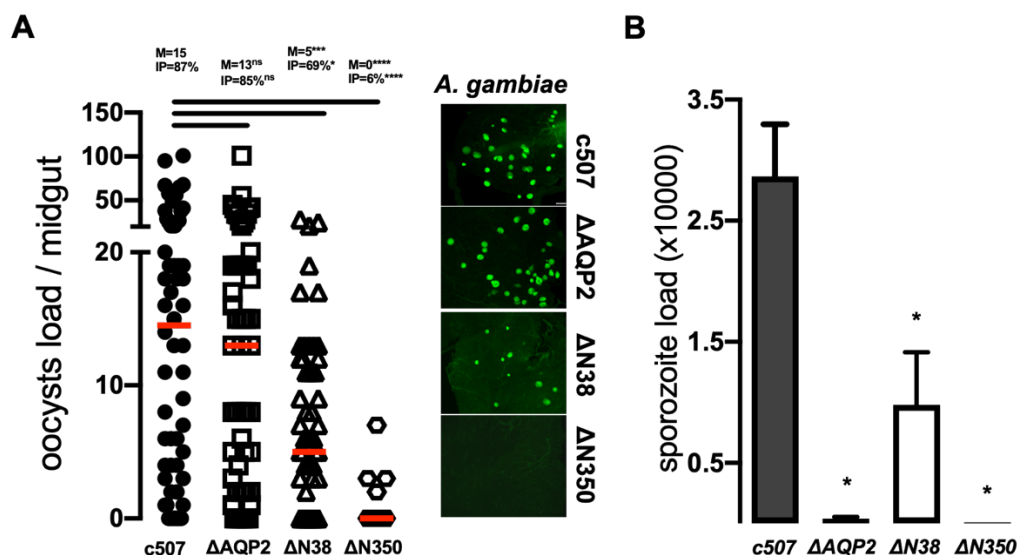 A
B
M=15
IP=87%
M=13ns
IP=85%ns
M=5***
IP=69%*
M=0****
IP=6%****
oocysts load / midgut
150
100
50
20
10
0
c507
ΔAQP2
ΔN38
ΔN350
A. gambiae
c507
ΔAQP2
ΔN38
ΔN350
sporozoite load (x10000)
3.5
2.5
1.5
0.5
*
*
*
c507
ΔAQP2
ΔN38
ΔN350